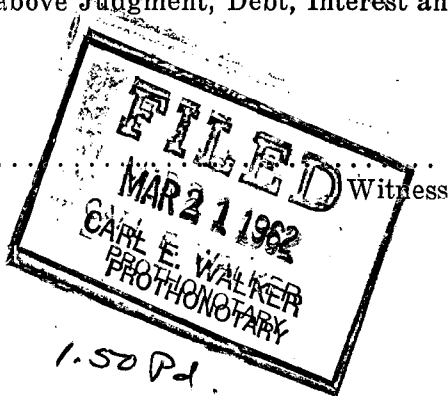 above Judgment, Debt, Interest an
FILED
MAR 21 1962
Witness
CARL E. WALKER
PROTHONOTARY
1.50 Pd.